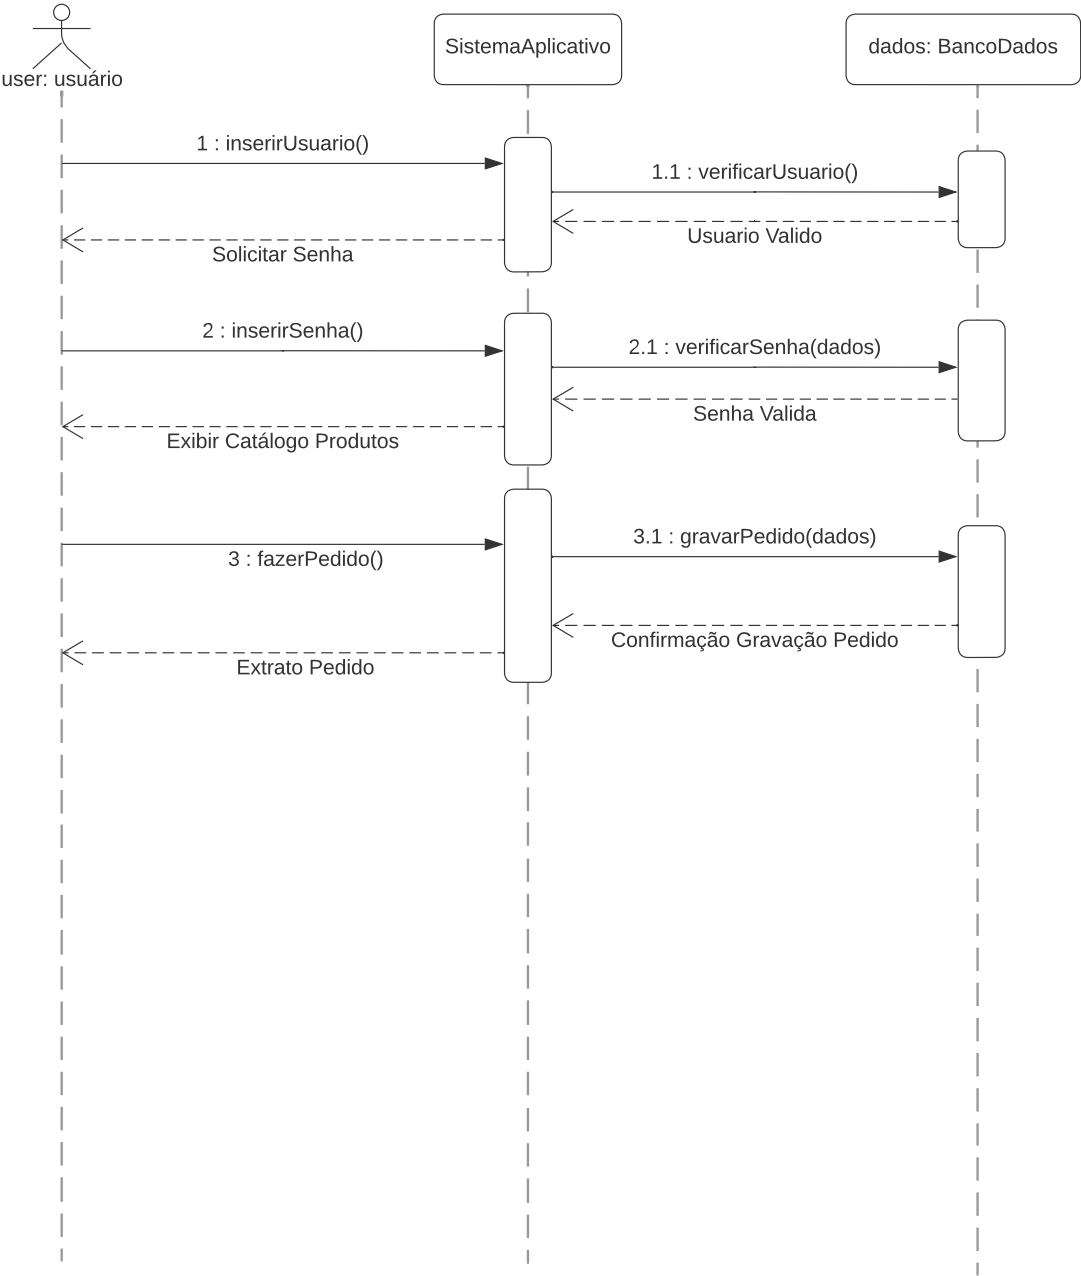 user: usuário
SistemaAplicativo
dados: BancoDados
1 : inserirUsuario()
1.1 : verificarUsuario()
Usuario Valido
Solicitar Senha
2 : inserirSenha()
2.1 : verificarSenha(dados)
Senha Valida
Exibir Catálogo Produtos
3 : fazerPedido()
3.1 : gravarPedido(dados)
Confirmação Gravação Pedido
Extrato Pedido